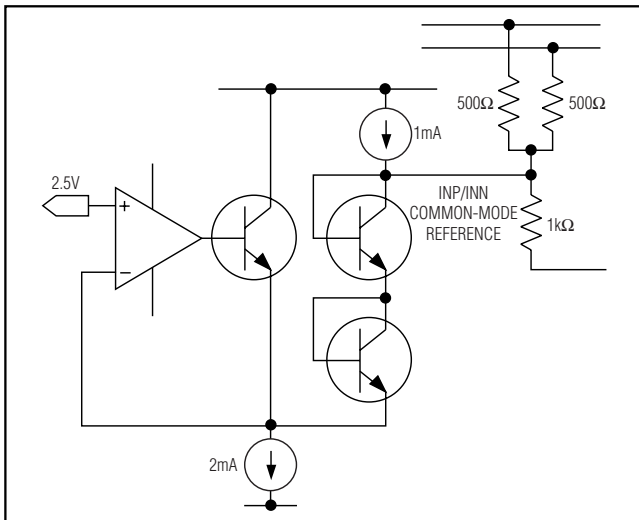 500Ω
500Ω
1mA
2.5V
+
−
INP/INN
COMMON-MODE
REFERENCE
1kΩ
2mA